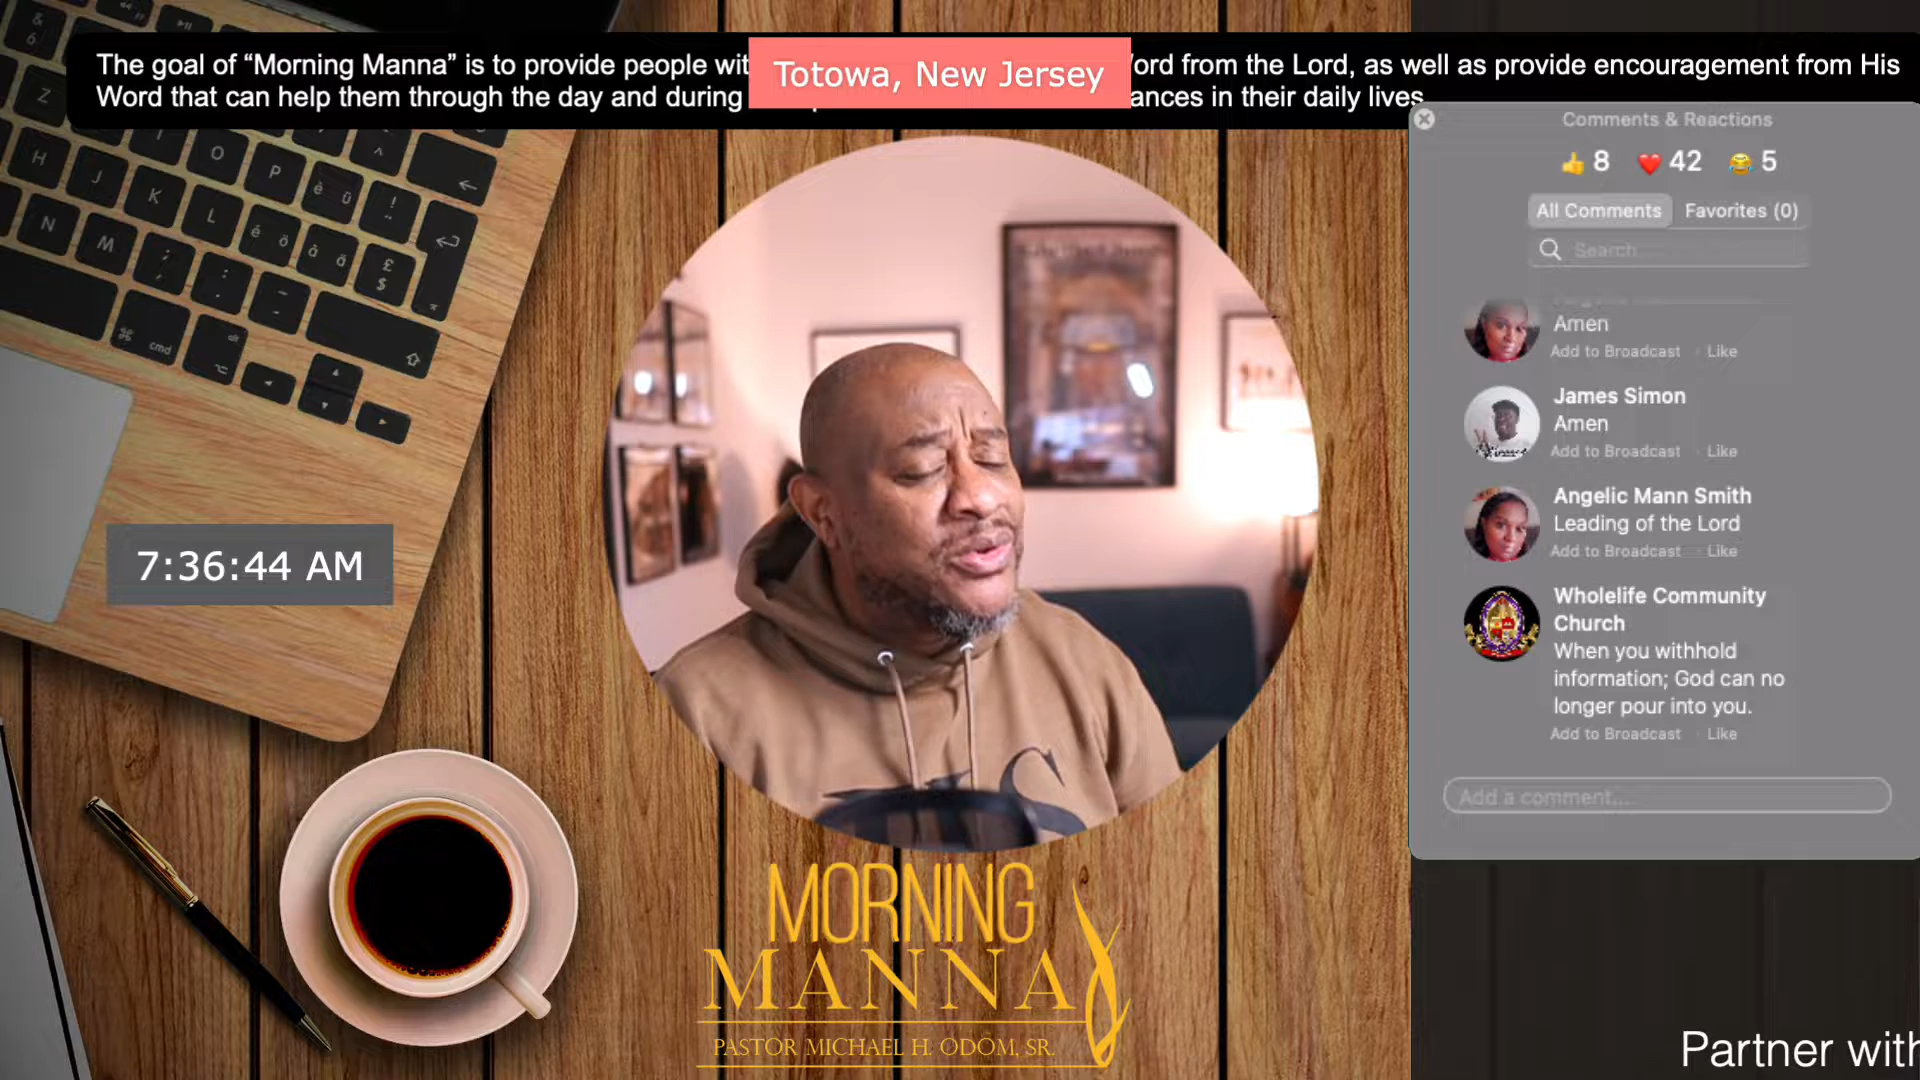 The goal of “Morning Manna” is to provide people wit
ord from the Lord, as well as provide encouragement from His
Totowa, New Jersey
Word that can help them through the day and during
ances in their daily lives
Comments & Reactions
8 42 5
All Comments Favorites (0)
Search
Amen
Add to Broadcast · Like
James Simon
Amen
Add to Broadcast · Like
Angelic Mann Smith
Leading of the Lord
Add to Broadcast · Like
Wholelife Community
Church
When you withhold
information; God can no
longer pour into you.
Add to Broadcast · Like
Add a comment...
7:36:44 AM
&
6
Z
I
O
P
è ü
^
!
H
J
K
L
é ö
à ä
£
$
N
M
;
,
:
.
_
-
cmd
alt
MORNING
MANNA
PASTOR MICHAEL H. ODOM, SR.
Partner with